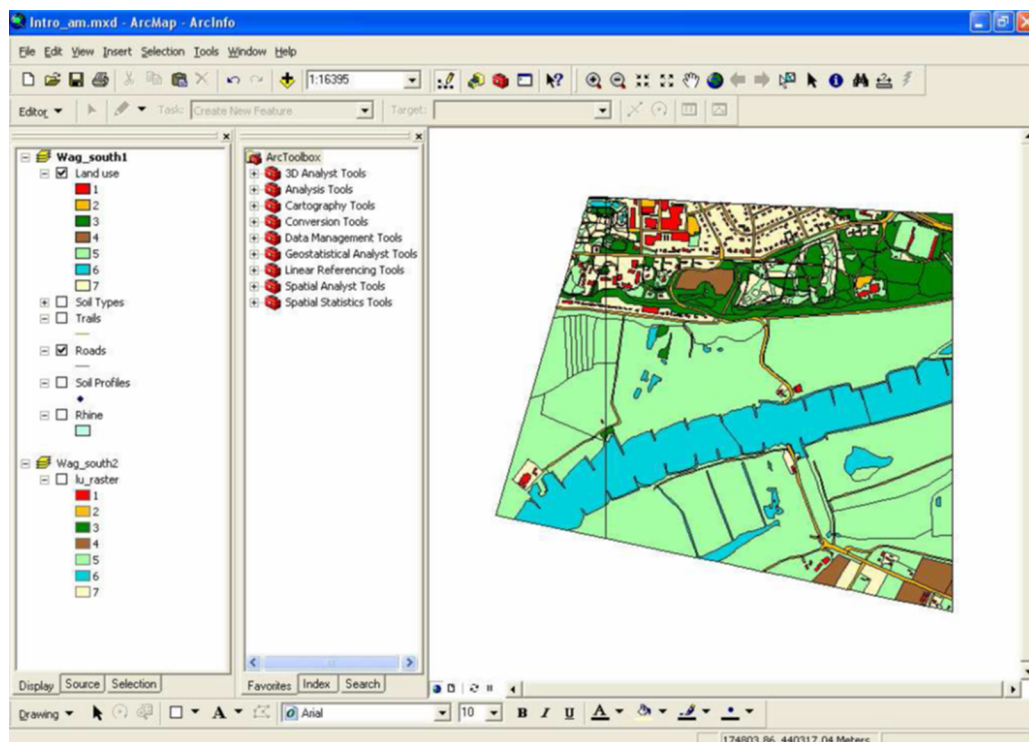 Intro_am.mxd - ArcMap - ArcInfo
File Edit View Insert Selection Tools Window Help
1:16395
Editor Task: Create New Feature Target:
Wag_south1
Land use
1
2
3
4
5
6
7
Soil Types
Trails
Roads
Soil Profiles
Rhine
Wag_south2
lu_raster
1
2
3
4
5
6
7
Display Source Selection
ArcToolbox
3D Analyst Tools
Analysis Tools
Cartography Tools
Conversion Tools
Data Management Tools
Geostatistical Analyst Tools
Linear Referencing Tools
Spatial Analyst Tools
Spatial Statistics Tools
Favorites Index Search
Drawing A Arial 10 B I U A
174803.86 440317.04 Meters